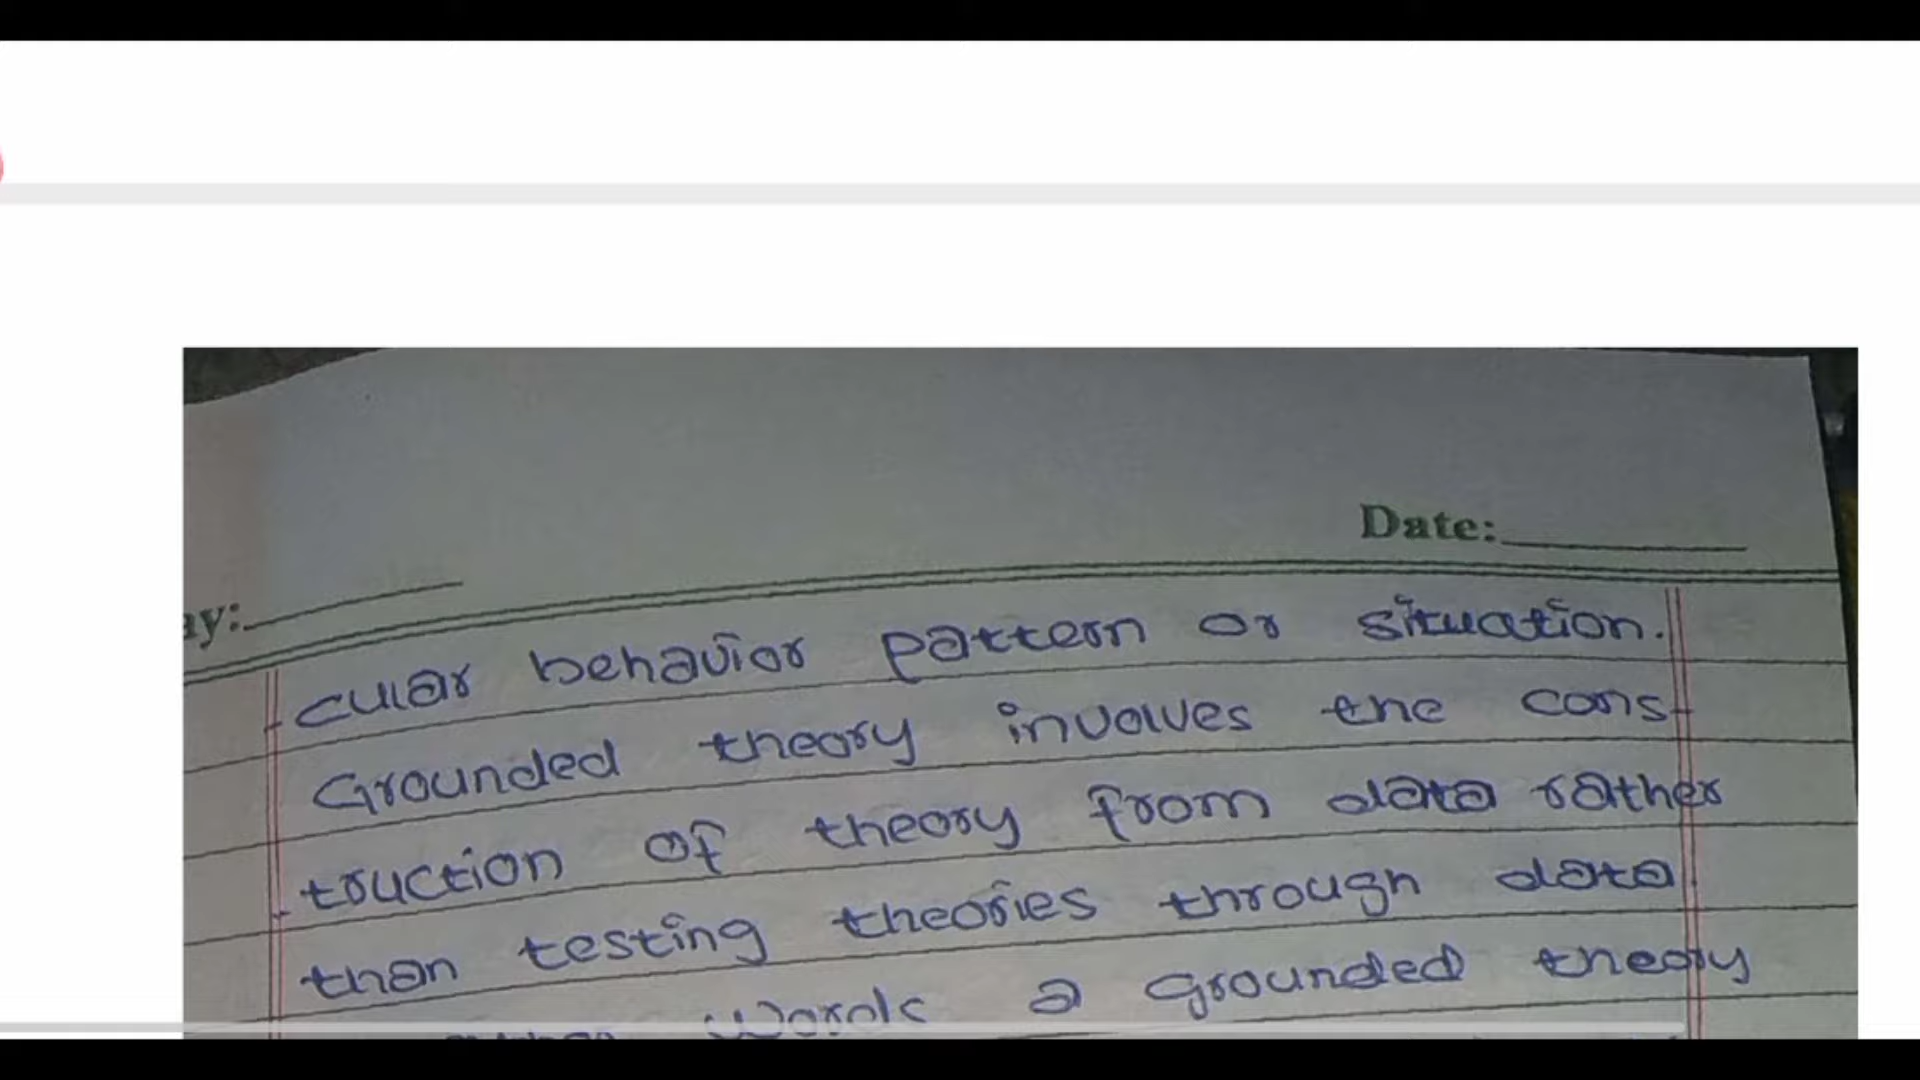 Date:
ay:
cular behavior pattern or situation.
Grounded theory involves the cons-
truction of theory from data rather
than testing theories through data
words a grounded theory